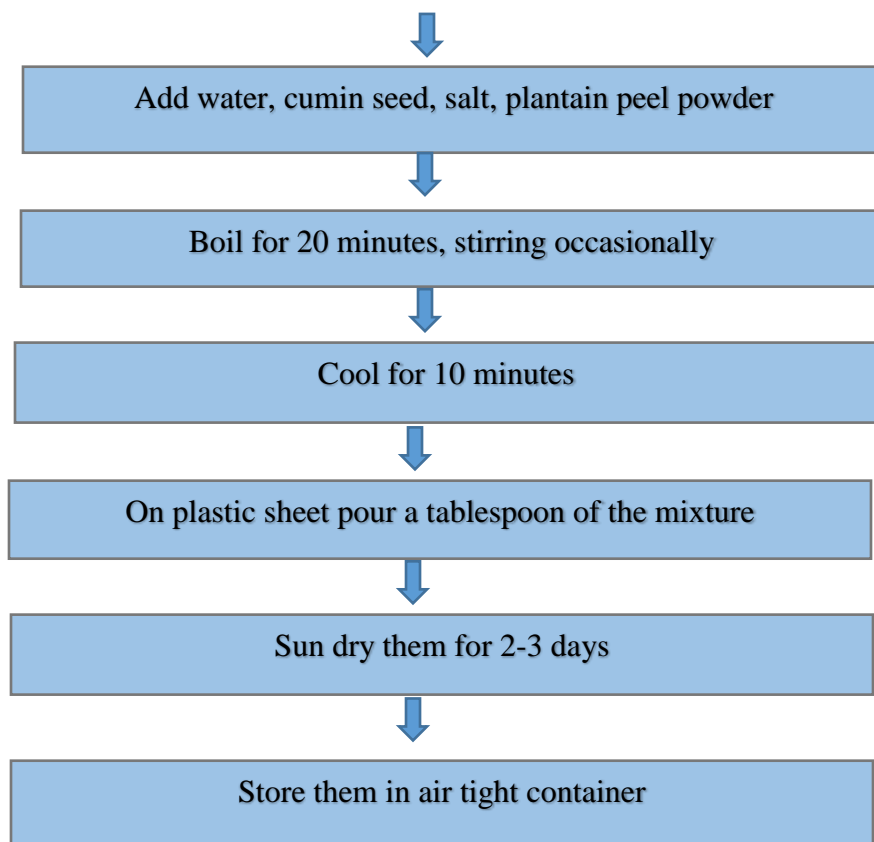 Add water, cumin seed, salt, plantain peel powder
Boil for 20 minutes, stirring occasionally
Cool for 10 minutes
On plastic sheet pour a tablespoon of the mixture
Sun dry them for 2-3 days
Store them in air tight container